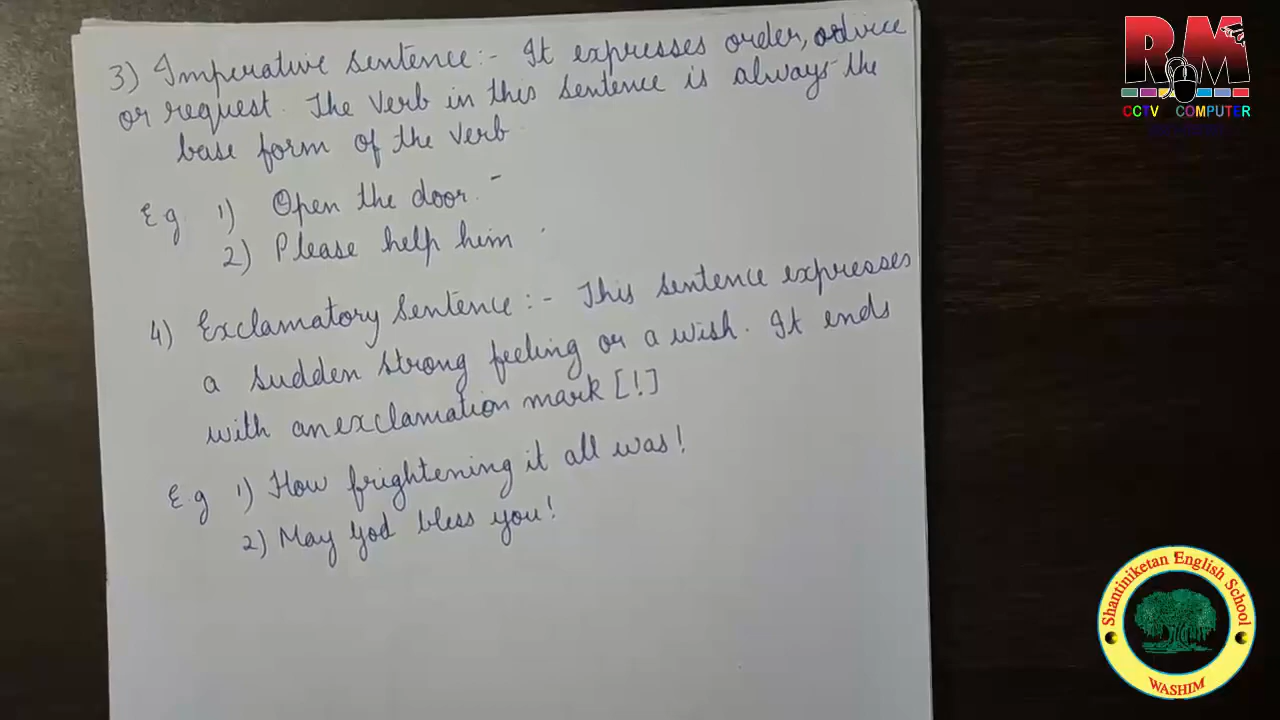 3) Imperative Sentence :- It expresses order, advice
or request. The Verb in this sentence is always the
base form of the Verb
E.g 1) Open the door.
2) Please help him
4) Exclamatory Sentence :- This sentence expresses
a sudden strong feeling or a wish. It ends
with an exclamation mark [!]
E.g 1) How frightening it all was!
2) May God bless you!
RM
CCTV COMPUTER
Shantiniketan English School
WASHIM